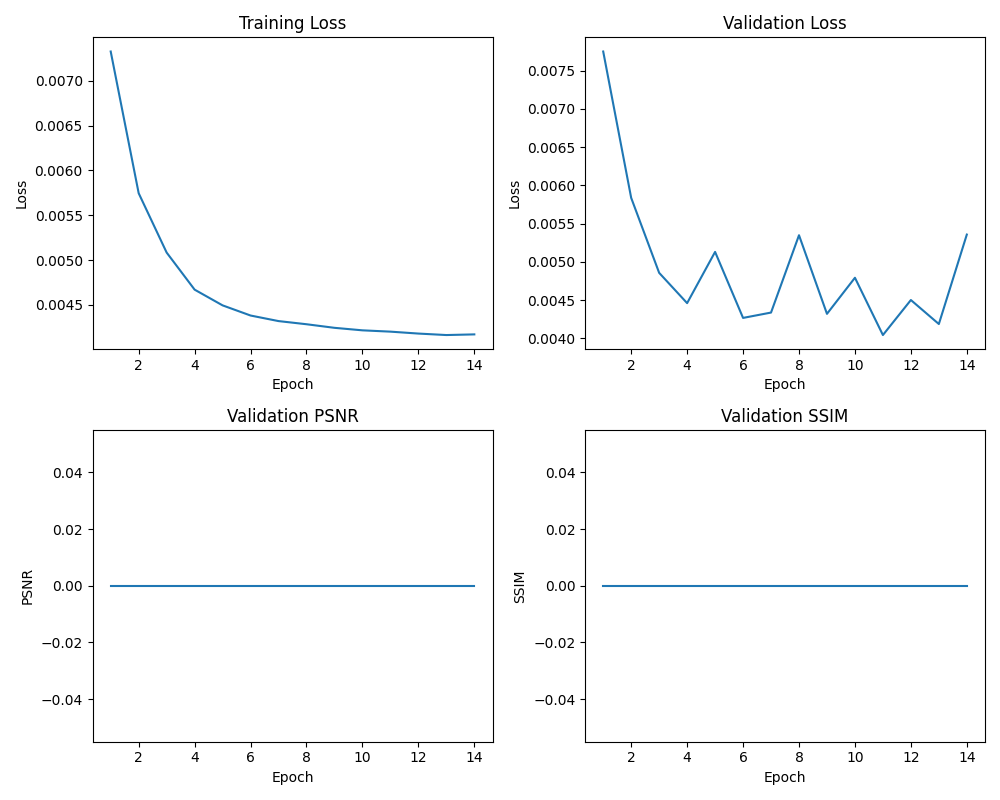 Training Loss
Loss
0.0070
0.0065
0.0060
0.0055
0.0050
0.0045
2 4 6 8 10 12 14
Epoch
Validation Loss
Loss
0.0075
0.0070
0.0065
0.0060
0.0055
0.0050
0.0045
0.0040
2 4 6 8 10 12 14
Epoch
Validation PSNR
PSNR
0.04
0.02
0.00
−0.02
−0.04
2 4 6 8 10 12 14
Epoch
Validation SSIM
SSIM
0.04
0.02
0.00
−0.02
−0.04
2 4 6 8 10 12 14
Epoch